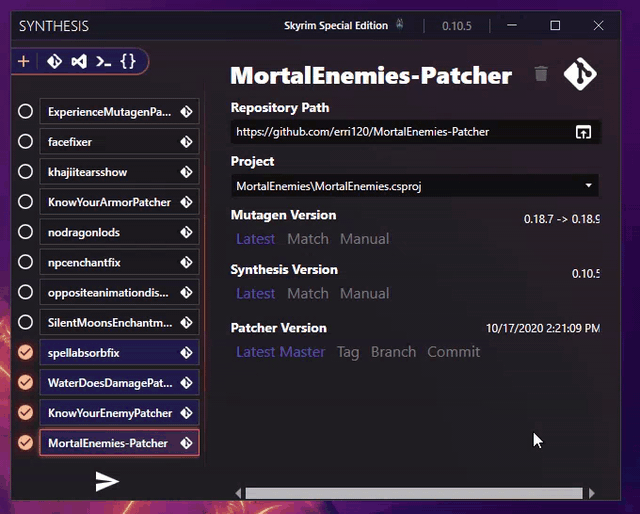 SYNTHESIS
Skyrim Special Edition
0.10.5
MortalEnemies-Patcher
Repository Path
https://github.com/erri120/MortalEnemies-Patcher
Project
MortalEnemies\MortalEnemies.csproj
Mutagen Version
0.18.7 -> 0.18.9
Latest Match Manual
Synthesis Version
0.10.5
Latest Match Manual
Patcher Version
10/17/2020 2:21:09 PM
Latest Master Tag Branch Commit
ExperienceMutagenPa...
facefixer
khajiitearsshow
KnowYourArmorPatcher
nodragonlods
npcenchantfix
oppositeanimationdis...
SilentMoonsEnchantm...
spellabsorbfix
WaterDoesDamagePat...
KnowYourEnemyPatcher
MortalEnemies-Patcher